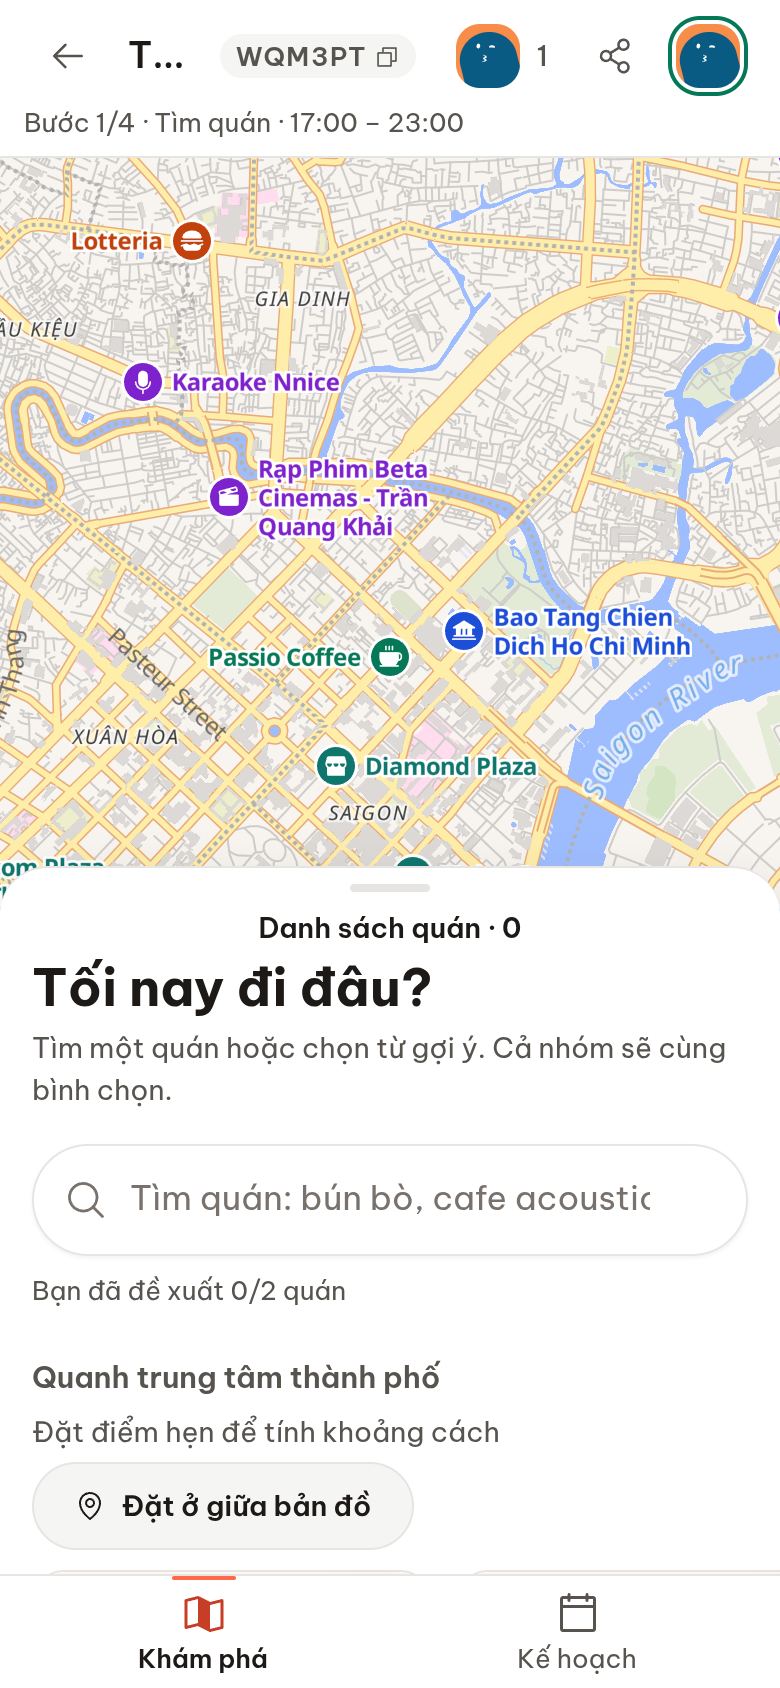 T...
WQM3PT
1
Bước 1/4 · Tìm quán · 17:00 – 23:00
Lotteria
GIA DINH
ẦU KIỆU
Karaoke Nnice
Rạp Phim Beta
Cinemas - Trần
Quang Khải
Bao Tang Chien
Dich Ho Chi Minh
Passio Coffee
Pasteur Street
Saigon River
XUÂN HÒA
Diamond Plaza
SAIGON
om Plaza
Danh sách quán · 0
Tối nay đi đâu?
Tìm một quán hoặc chọn từ gợi ý. Cả nhóm sẽ cùng
bình chọn.
Tìm quán: bún bò, cafe acoustic
Bạn đã đề xuất 0/2 quán
Quanh trung tâm thành phố
Đặt điểm hẹn để tính khoảng cách
Đặt ở giữa bản đồ
Khám phá
Kế hoạch